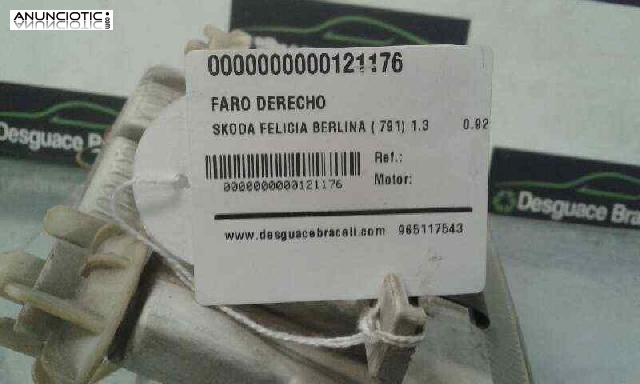 ANUNCIOTIC.com
0000000000121176
FARO DERECHO
SKODA FELICIA BERLINA ( 791) 1.3 0.92
Ref.:
0000000000121176
Motor:
www.desguacebraceli.com 965117543
Desguace
Desguace Bra